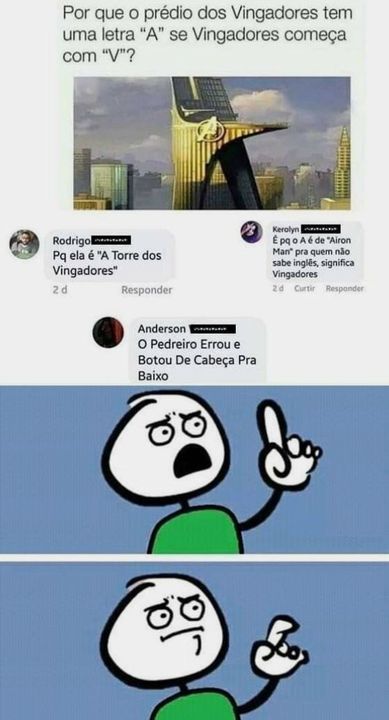 Por que o prédio dos Vingadores tem
uma letra “A” se Vingadores começa
com “V”?
A
Rodrigo
Pq ela é "A Torre dos
Vingadores"
2 d Responder
Kerolyn
É pq o A é de "Airon
Man" pra quem não
sabe inglês, significa
Vingadores
2 d Curtir Responder
Anderson
O Pedreiro Errou e
Botou De Cabeça Pra
Baixo